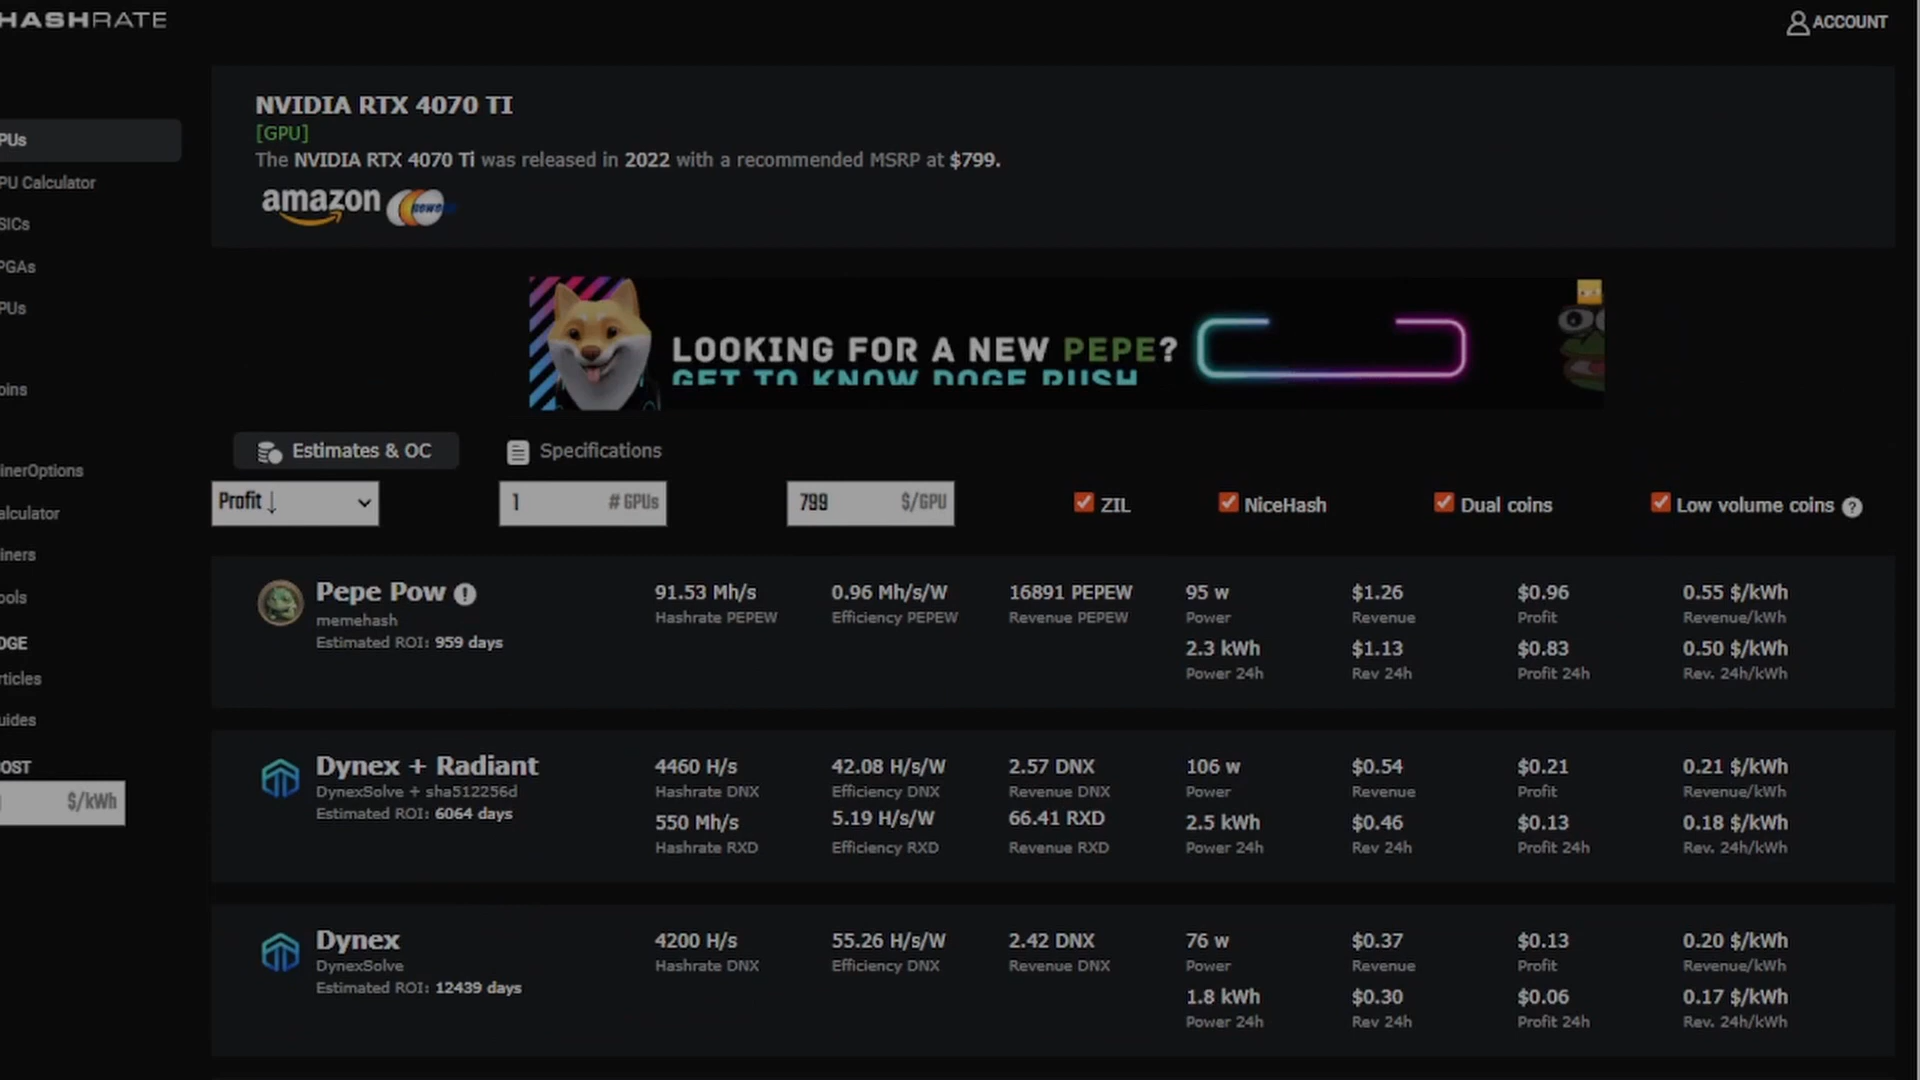 HASHRATE
ACCOUNT
PUs
PU Calculator
SICs
PGAs
PUs
oins
inerOptions
alculator
iners
ools
DGE
rticles
uides
OST
$/kWh
NVIDIA RTX 4070 TI
[GPU]
The NVIDIA RTX 4070 Ti was released in 2022 with a recommended MSRP at $799.
amazon
LOOKING FOR A NEW PEPE?
GET TO KNOW DOGE RUSH
Estimates & OC
Specifications
Profit ↓
1 # GPUs
799 $/GPU
ZIL
NiceHash
Dual coins
Low volume coins ?
Pepe Pow !
memehash
Estimated ROI: 959 days
91.53 Mh/s 0.96 Mh/s/W 16891 PEPEW 95 w $1.26 $0.96 0.55 $/kWh
Hashrate PEPEW Efficiency PEPEW Revenue PEPEW Power Revenue Profit Revenue/kWh
2.3 kWh $1.13 $0.83 0.50 $/kWh
Power 24h Rev 24h Profit 24h Rev. 24h/kWh
Dynex + Radiant
DynexSolve + sha512256d
Estimated ROI: 6064 days
4460 H/s 42.08 H/s/W 2.57 DNX 106 w $0.54 $0.21 0.21 $/kWh
Hashrate DNX Efficiency DNX Revenue DNX Power Revenue Profit Revenue/kWh
550 Mh/s 5.19 H/s/W 66.41 RXD 2.5 kWh $0.46 $0.13 0.18 $/kWh
Hashrate RXD Efficiency RXD Revenue RXD Power 24h Rev 24h Profit 24h Rev. 24h/kWh
Dynex
DynexSolve
Estimated ROI: 12439 days
4200 H/s 55.26 H/s/W 2.42 DNX 76 w $0.37 $0.13 0.20 $/kWh
Hashrate DNX Efficiency DNX Revenue DNX Power Revenue Profit Revenue/kWh
1.8 kWh $0.30 $0.06 0.17 $/kWh
Power 24h Rev 24h Profit 24h Rev. 24h/kWh